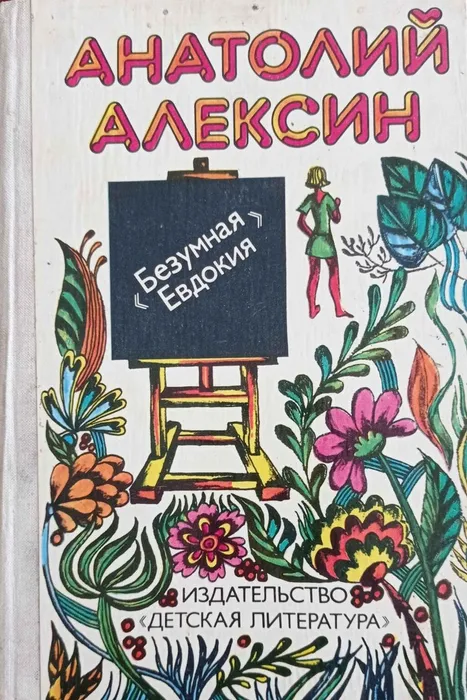 АНАТОЛИЙ
АЛЕКСИН
«Безумная
Евдокия»
ИЗДАТЕЛЬСТВО
«ДЕТСКАЯ ЛИТЕРАТУРА»